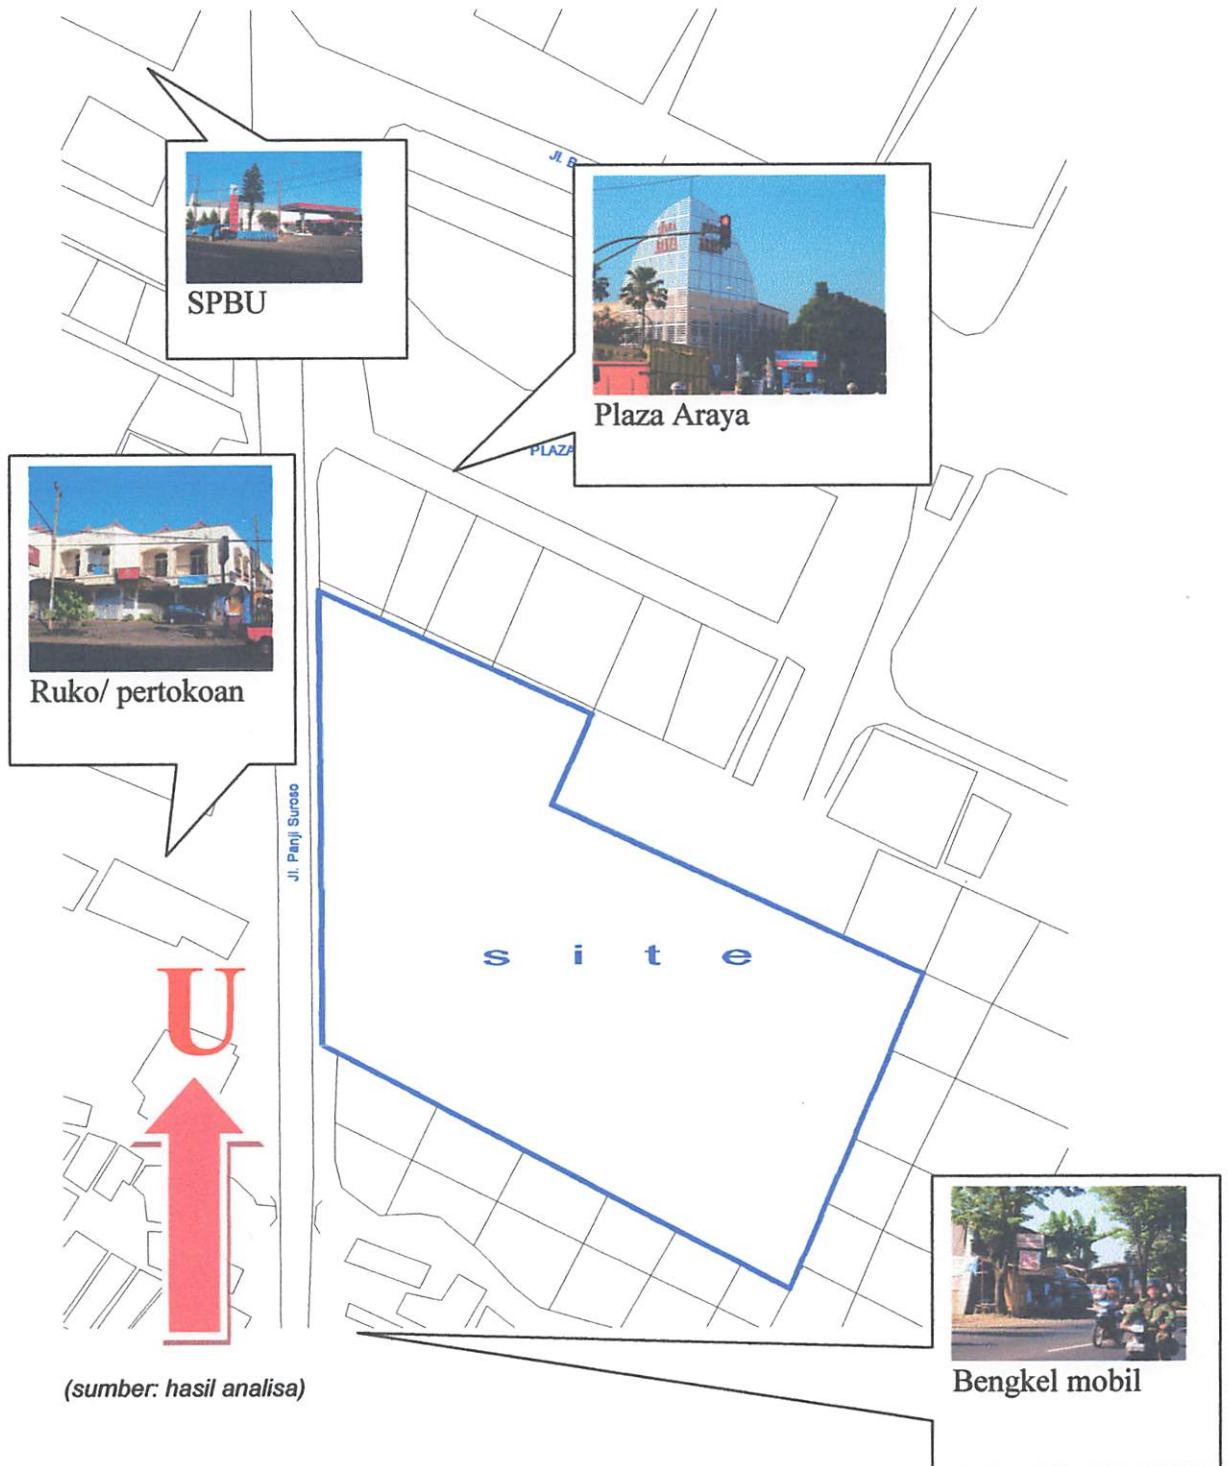 Jl. B
SPBU
Plaza Araya
PLAZA
Ruko/ pertokoan
Jl. Panji Suroso
s i t e
U
Bengkel mobil
(sumber: hasil analisa)